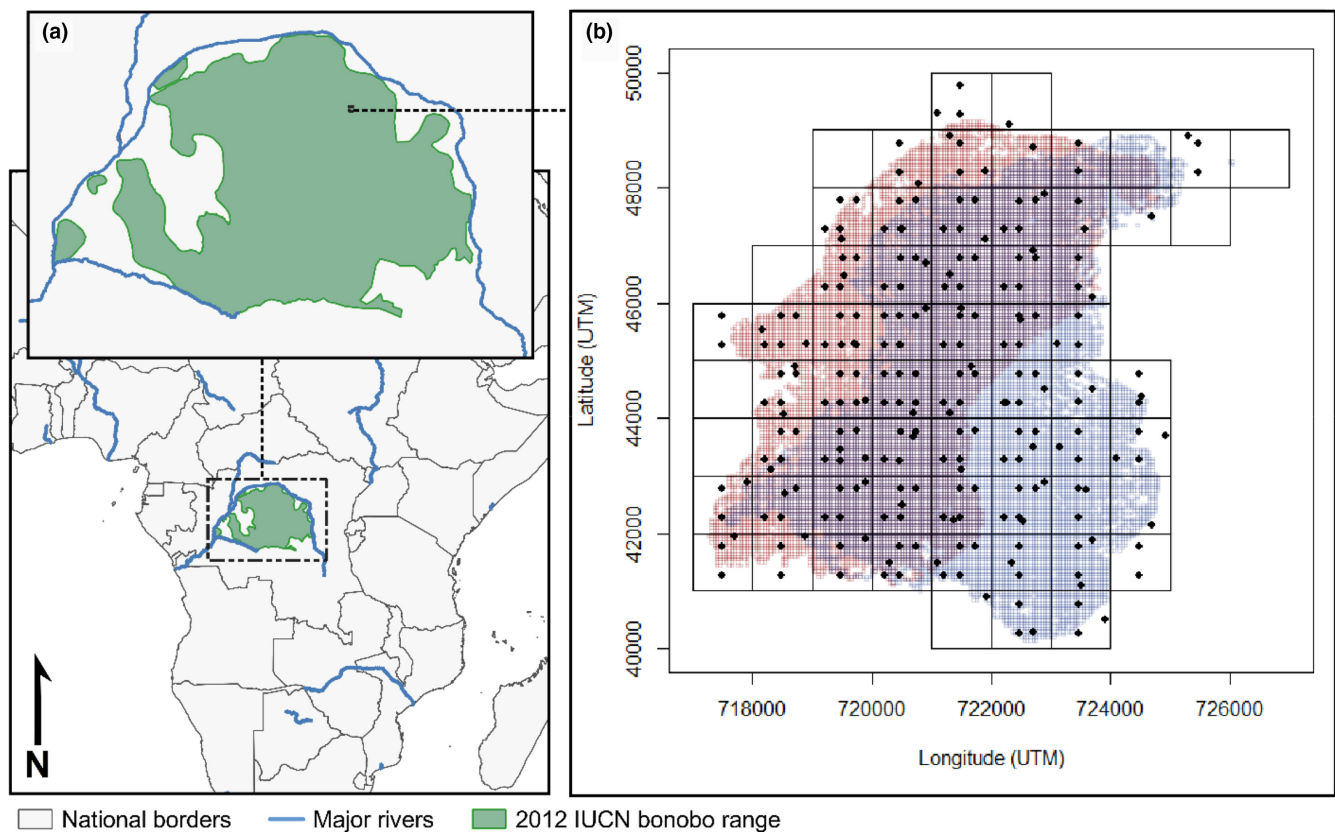 (a)
N
National borders
Major rivers
2012 IUCN bonobo range
(b)
Latitude (UTM)
50000
48000
46000
44000
42000
40000
718000
720000
722000
724000
726000
Longitude (UTM)